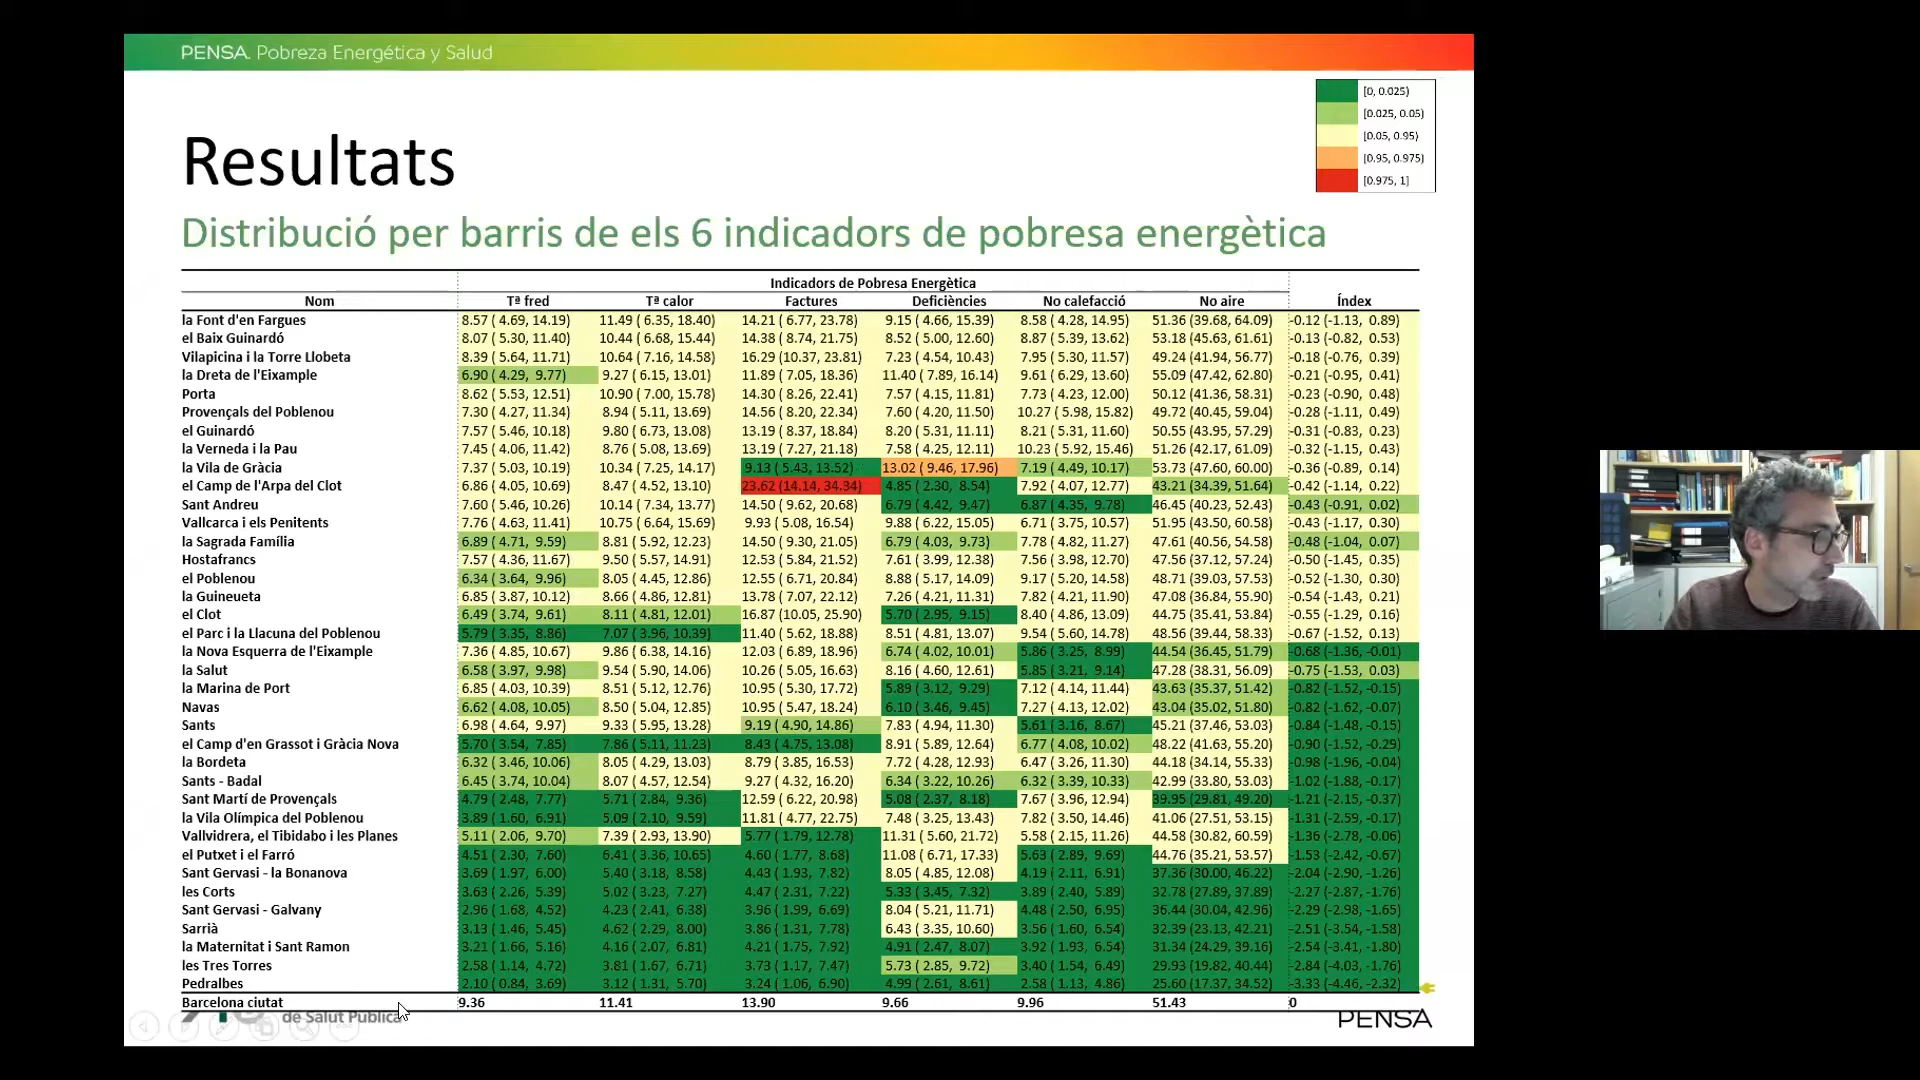 PENSA. Pobreza Energética y Salud
[0, 0.025)
[0.025, 0.05)
[0.05, 0.95)
[0.95, 0.975)
[0.975, 1]
Resultats
Distribució per barris de els 6 indicadors de pobresa energètica
Indicadors de Pobresa Energètica
Nom Tª fred Tª calor Factures Deficiències No calefacció No aire Índex
la Font d'en Fargues 8.57 ( 4.69, 14.19) 11.49 ( 6.35, 18.40) 14.21 ( 6.77, 23.78) 9.15 ( 4.66, 15.39) 8.58 ( 4.28, 14.95) 51.36 (39.68, 64.09) -0.12 (-1.13, 0.89)
el Baix Guinardó 8.07 ( 5.30, 11.40) 10.44 ( 6.68, 15.44) 14.38 ( 8.74, 21.75) 8.52 ( 5.00, 12.60) 8.87 ( 5.39, 13.62) 53.18 (45.63, 61.61) -0.13 (-0.82, 0.53)
Vilapicina i la Torre Llobeta 8.39 ( 5.64, 11.71) 10.64 ( 7.16, 14.58) 16.29 (10.37, 23.81) 7.23 ( 4.54, 10.43) 7.95 ( 5.30, 11.57) 49.24 (41.94, 56.77) -0.18 (-0.76, 0.39)
la Dreta de l'Eixample 6.90 ( 4.29, 9.77) 9.27 ( 6.15, 13.01) 11.89 ( 7.05, 18.36) 11.40 ( 7.89, 16.14) 9.61 ( 6.29, 13.60) 55.09 (47.42, 62.80) -0.21 (-0.95, 0.41)
Porta 8.62 ( 5.53, 12.51) 10.90 ( 7.00, 15.78) 14.30 ( 8.26, 22.41) 7.57 ( 4.15, 11.81) 7.73 ( 4.23, 12.00) 50.12 (41.36, 58.31) -0.23 (-0.90, 0.48)
Provençals del Poblenou 7.30 ( 4.27, 11.34) 8.94 ( 5.11, 13.69) 14.56 ( 8.20, 22.34) 7.60 ( 4.20, 11.50) 10.27 ( 5.98, 15.82) 49.72 (40.45, 59.04) -0.28 (-1.11, 0.49)
el Guinardó 7.57 ( 5.46, 10.18) 9.80 ( 6.73, 13.08) 13.19 ( 8.37, 18.84) 8.20 ( 5.31, 11.11) 8.21 ( 5.31, 11.60) 50.55 (43.95, 57.29) -0.31 (-0.83, 0.23)
la Verneda i la Pau 7.45 ( 4.06, 11.42) 8.76 ( 5.08, 13.69) 13.19 ( 7.27, 21.18) 7.58 ( 4.25, 12.11) 10.23 ( 5.92, 15.46) 51.26 (42.17, 61.09) -0.32 (-1.15, 0.43)
la Vila de Gràcia 7.37 ( 5.03, 10.19) 10.34 ( 7.25, 14.17) 9.13 ( 5.43, 13.52) 13.02 ( 9.46, 17.96) 7.19 ( 4.49, 10.17) 53.73 (47.60, 60.00) -0.36 (-0.89, 0.14)
el Camp de l'Arpa del Clot 6.86 ( 4.05, 10.69) 8.47 ( 4.52, 13.10) 23.62 (14.14, 34.34) 4.85 ( 2.30, 8.54) 7.92 ( 4.07, 12.77) 43.21 (34.39, 51.64) -0.42 (-1.14, 0.22)
Sant Andreu 7.60 ( 5.46, 10.26) 10.14 ( 7.34, 13.77) 14.50 ( 9.62, 20.68) 6.79 ( 4.42, 9.47) 6.87 ( 4.35, 9.78) 46.45 (40.23, 52.43) -0.43 (-0.91, 0.02)
Vallcarca i els Penitents 7.76 ( 4.63, 11.41) 10.75 ( 6.64, 15.69) 9.93 ( 5.08, 16.54) 9.88 ( 6.22, 15.05) 6.71 ( 3.75, 10.57) 51.95 (43.50, 60.58) -0.43 (-1.17, 0.30)
la Sagrada Família 6.89 ( 4.71, 9.59) 8.81 ( 5.92, 12.23) 14.50 ( 9.30, 21.05) 6.79 ( 4.03, 9.73) 7.78 ( 4.82, 11.27) 47.61 (40.56, 54.58) -0.48 (-1.04, 0.07)
Hostafrancs 7.57 ( 4.36, 11.67) 9.50 ( 5.57, 14.91) 12.53 ( 5.84, 21.52) 7.61 ( 3.99, 12.38) 7.56 ( 3.98, 12.70) 47.56 (37.12, 57.24) -0.50 (-1.45, 0.35)
el Poblenou 6.34 ( 3.64, 9.96) 8.05 ( 4.45, 12.86) 12.55 ( 6.71, 20.84) 8.88 ( 5.17, 14.09) 9.17 ( 5.20, 14.58) 48.71 (39.03, 57.53) -0.52 (-1.30, 0.30)
la Guineueta 6.85 ( 3.87, 10.12) 8.66 ( 4.86, 12.81) 13.78 ( 7.07, 22.12) 7.26 ( 4.21, 11.31) 7.82 ( 4.21, 11.90) 47.08 (36.84, 55.90) -0.54 (-1.43, 0.21)
el Clot 6.49 ( 3.74, 9.61) 8.11 ( 4.81, 12.01) 16.87 (10.05, 25.90) 5.70 ( 2.95, 9.15) 8.40 ( 4.86, 13.09) 44.75 (35.41, 53.84) -0.55 (-1.29, 0.16)
el Parc i la Llacuna del Poblenou 5.79 ( 3.35, 8.86) 7.07 ( 3.96, 10.39) 11.40 ( 5.62, 18.88) 8.51 ( 4.81, 13.07) 9.54 ( 5.60, 14.78) 48.56 (39.44, 58.33) -0.67 (-1.52, 0.13)
la Nova Esquerra de l'Eixample 7.36 ( 4.85, 10.67) 9.86 ( 6.38, 14.16) 12.03 ( 6.89, 18.96) 6.74 ( 4.02, 10.01) 5.86 ( 3.25, 8.99) 44.54 (36.45, 51.79) -0.68 (-1.36, -0.01)
la Salut 6.58 ( 3.97, 9.98) 9.54 ( 5.90, 14.06) 10.26 ( 5.05, 16.63) 8.16 ( 4.60, 12.61) 5.85 ( 3.21, 9.14) 47.28 (38.31, 56.09) -0.75 (-1.53, 0.03)
la Marina de Port 6.85 ( 4.03, 10.39) 8.51 ( 5.12, 12.76) 10.95 ( 5.30, 17.72) 5.89 ( 3.12, 9.29) 7.12 ( 4.14, 11.44) 43.63 (35.37, 51.42) -0.82 (-1.52, -0.15)
Navas 6.62 ( 4.08, 10.05) 8.50 ( 5.04, 12.85) 10.95 ( 5.47, 18.24) 6.10 ( 3.46, 9.45) 7.27 ( 4.13, 12.02) 43.04 (35.02, 51.80) -0.82 (-1.62, -0.07)
Sants 6.98 ( 4.64, 9.97) 9.33 ( 5.95, 13.28) 9.19 ( 4.90, 14.86) 7.83 ( 4.94, 11.30) 5.61 ( 3.16, 8.67) 45.21 (37.46, 53.03) -0.84 (-1.48, -0.15)
el Camp d'en Grassot i Gràcia Nova 5.70 ( 3.54, 7.85) 7.86 ( 5.11, 11.23) 8.43 ( 4.75, 13.08) 8.91 ( 5.89, 12.64) 6.77 ( 4.08, 10.02) 48.22 (41.63, 55.20) -0.90 (-1.52, -0.29)
la Bordeta 6.32 ( 3.46, 10.06) 8.05 ( 4.29, 13.03) 8.79 ( 3.85, 16.53) 7.72 ( 4.28, 12.93) 6.47 ( 3.26, 11.30) 44.18 (34.14, 55.33) -0.98 (-1.96, -0.04)
Sants - Badal 6.45 ( 3.74, 10.04) 8.07 ( 4.57, 12.54) 9.27 ( 4.32, 16.20) 6.34 ( 3.22, 10.26) 6.32 ( 3.39, 10.33) 42.99 (33.80, 53.03) -1.02 (-1.88, -0.17)
Sant Martí de Provençals 4.79 ( 2.48, 7.77) 5.71 ( 2.84, 9.36) 12.59 ( 6.22, 20.98) 5.08 ( 2.37, 8.18) 7.67 ( 3.96, 12.94) 39.95 (29.81, 49.20) -1.21 (-2.15, -0.37)
la Vila Olímpica del Poblenou 3.89 ( 1.60, 6.91) 5.09 ( 2.10, 9.59) 11.81 ( 4.77, 22.75) 7.48 ( 3.25, 13.43) 7.82 ( 3.50, 14.46) 41.06 (27.51, 53.15) -1.31 (-2.59, -0.17)
Vallvidrera, el Tibidabo i les Planes 5.11 ( 2.06, 9.70) 7.39 ( 2.93, 13.90) 5.77 ( 1.79, 12.78) 11.31 ( 5.60, 21.72) 5.58 ( 2.15, 11.26) 44.58 (30.82, 60.59) -1.36 (-2.78, -0.06)
el Putxet i el Farró 4.51 ( 2.30, 7.60) 6.41 ( 3.36, 10.65) 4.60 ( 1.77, 8.68) 11.08 ( 6.71, 17.33) 5.63 ( 2.89, 9.69) 44.76 (35.21, 53.57) -1.53 (-2.42, -0.67)
Sant Gervasi - la Bonanova 3.69 ( 1.97, 6.00) 5.40 ( 3.18, 8.58) 4.43 ( 1.93, 7.82) 8.05 ( 4.85, 12.08) 4.19 ( 2.11, 6.91) 37.36 (30.00, 46.22) -2.04 (-2.90, -1.26)
les Corts 3.63 ( 2.26, 5.39) 5.02 ( 3.23, 7.27) 4.47 ( 2.31, 7.22) 5.33 ( 3.45, 7.32) 3.89 ( 2.40, 5.89) 32.78 (27.89, 37.89) -2.27 (-2.87, -1.76)
Sant Gervasi - Galvany 2.96 ( 1.68, 4.52) 4.23 ( 2.41, 6.38) 3.96 ( 1.99, 6.69) 8.04 ( 5.21, 11.71) 4.48 ( 2.50, 6.95) 36.44 (30.04, 42.96) -2.29 (-2.98, -1.65)
Sarrià 3.13 ( 1.46, 5.45) 4.62 ( 2.29, 8.00) 3.86 ( 1.31, 7.78) 6.43 ( 3.35, 10.60) 3.56 ( 1.60, 6.54) 32.39 (23.13, 42.21) -2.51 (-3.54, -1.58)
la Maternitat i Sant Ramon 3.21 ( 1.66, 5.16) 4.16 ( 2.07, 6.81) 4.21 ( 1.75, 7.92) 4.91 ( 2.47, 8.07) 3.92 ( 1.93, 6.54) 31.34 (24.29, 39.16) -2.54 (-3.41, -1.80)
les Tres Torres 2.58 ( 1.14, 4.72) 3.81 ( 1.67, 6.71) 3.73 ( 1.17, 7.47) 5.73 ( 2.85, 9.72) 3.40 ( 1.54, 6.49) 29.93 (19.82, 40.44) -2.84 (-4.03, -1.76)
Pedralbes 2.10 ( 0.84, 3.69) 3.12 ( 1.31, 5.70) 3.24 ( 1.06, 6.90) 4.99 ( 2.61, 8.61) 2.58 ( 1.13, 4.86) 25.60 (17.37, 34.52) -3.33 (-4.46, -2.32)
Barcelona ciutat 9.36 11.41 13.90 9.66 9.96 51.43 0
de Salut Pública
PENSA